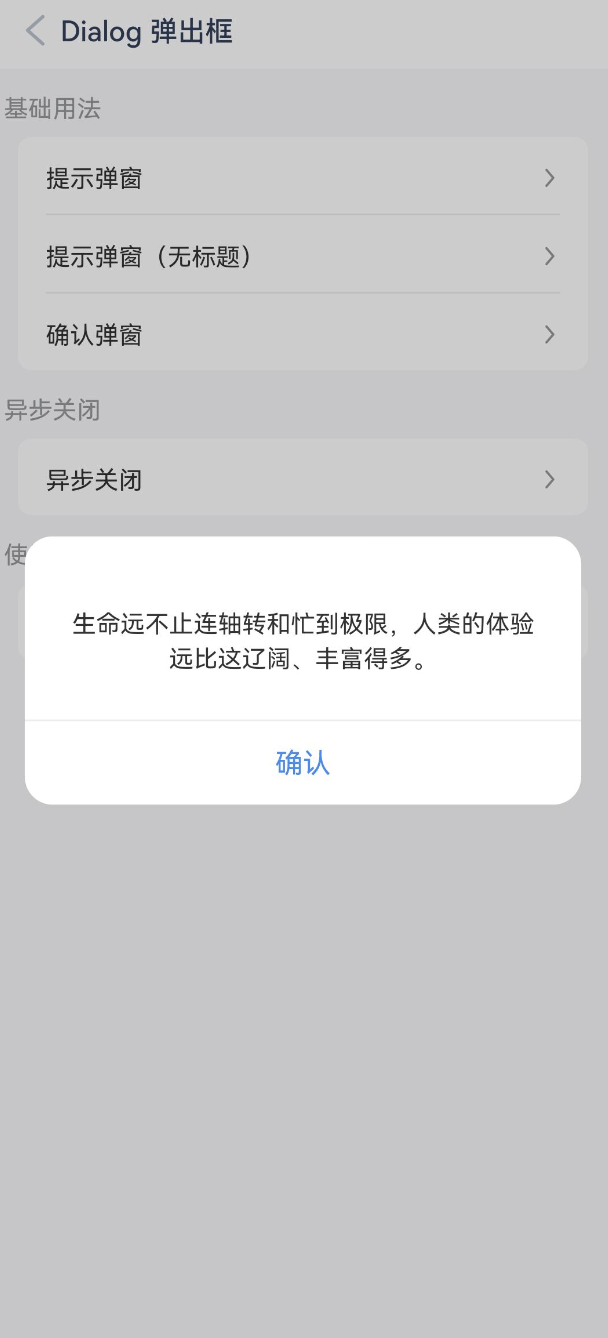 Dialog 弹出框
基础用法
提示弹窗
提示弹窗（无标题）
确认弹窗
异步关闭
异步关闭
使
生命远不止连轴转和忙到极限，人类的体验
远比这辽阔、丰富得多。
确认